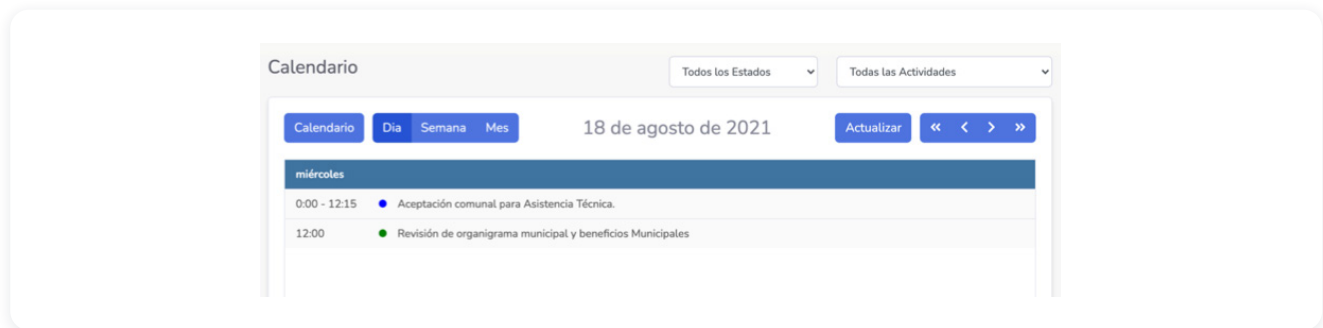 Calendario
Todos los Estados
Todas las Actividades
Calendario
Dia
Semana
Mes
18 de agosto de 2021
Actualizar
miércoles
0:00 - 12:15 Aceptación comunal para Asistencia Técnica.
12:00 Revisión de organigrama municipal y beneficios Municipales